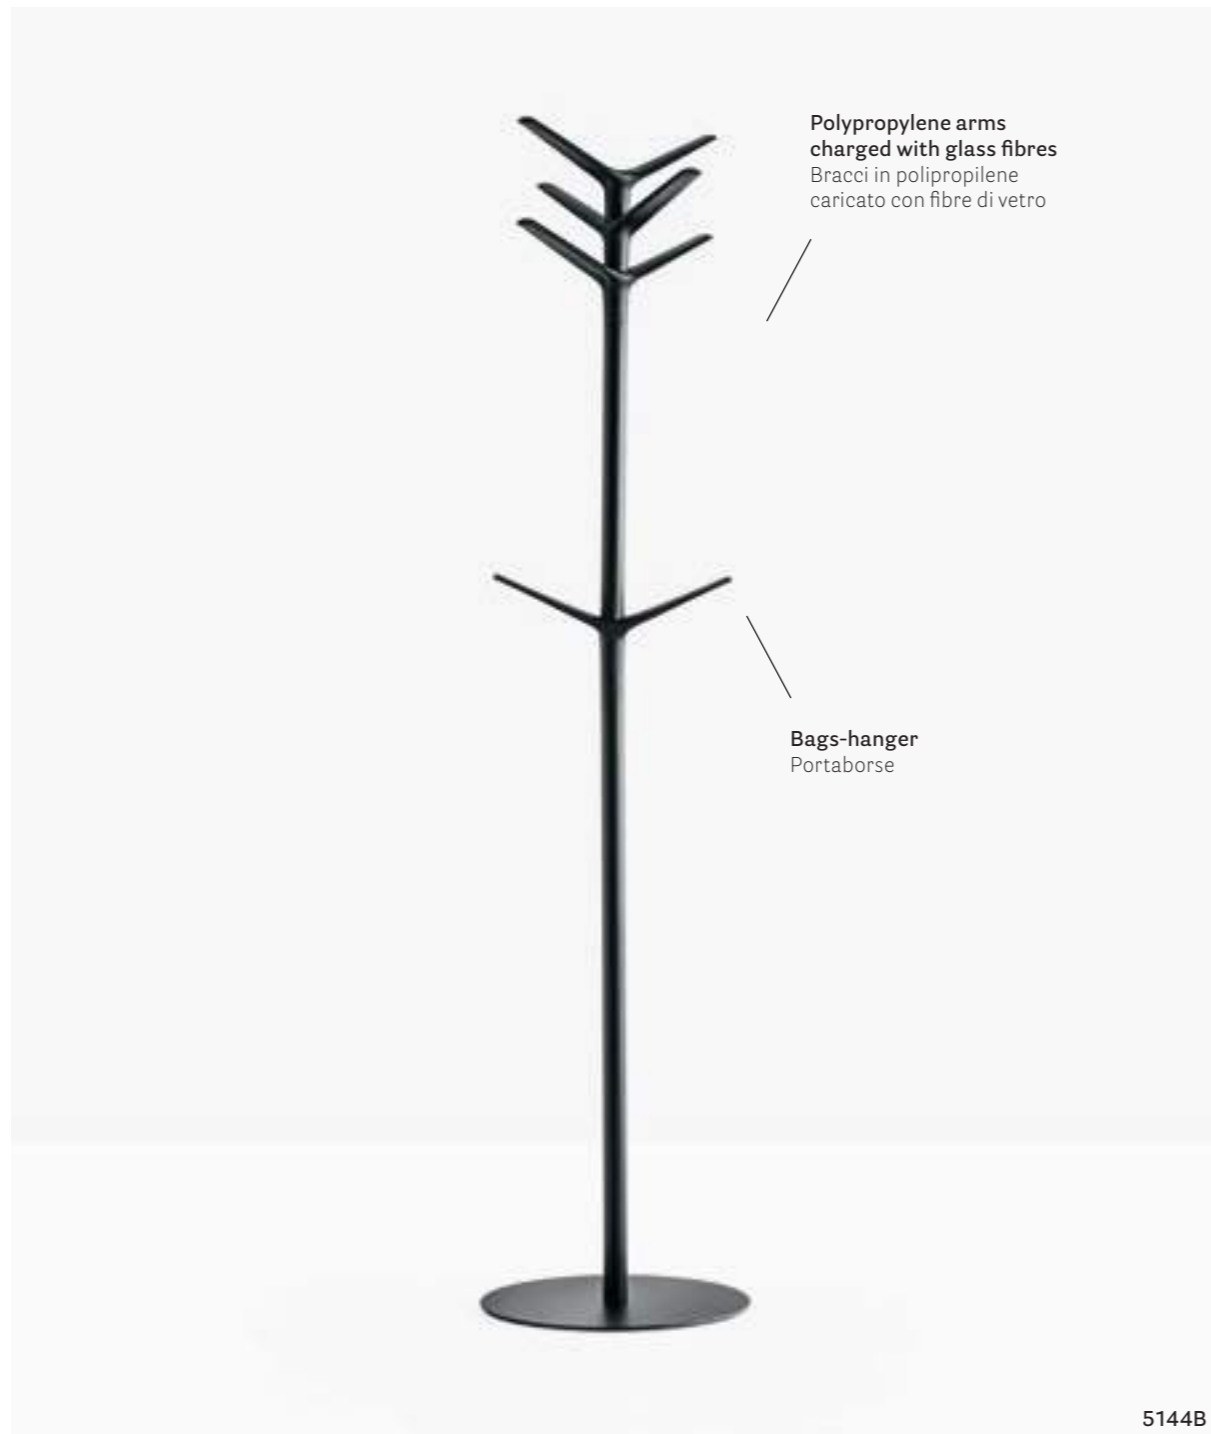 Polypropylene arms
charged with glass fibres
Bracci in polipropilene
caricato con fibre di vetro
Bags-hanger
Portaborse
5144B